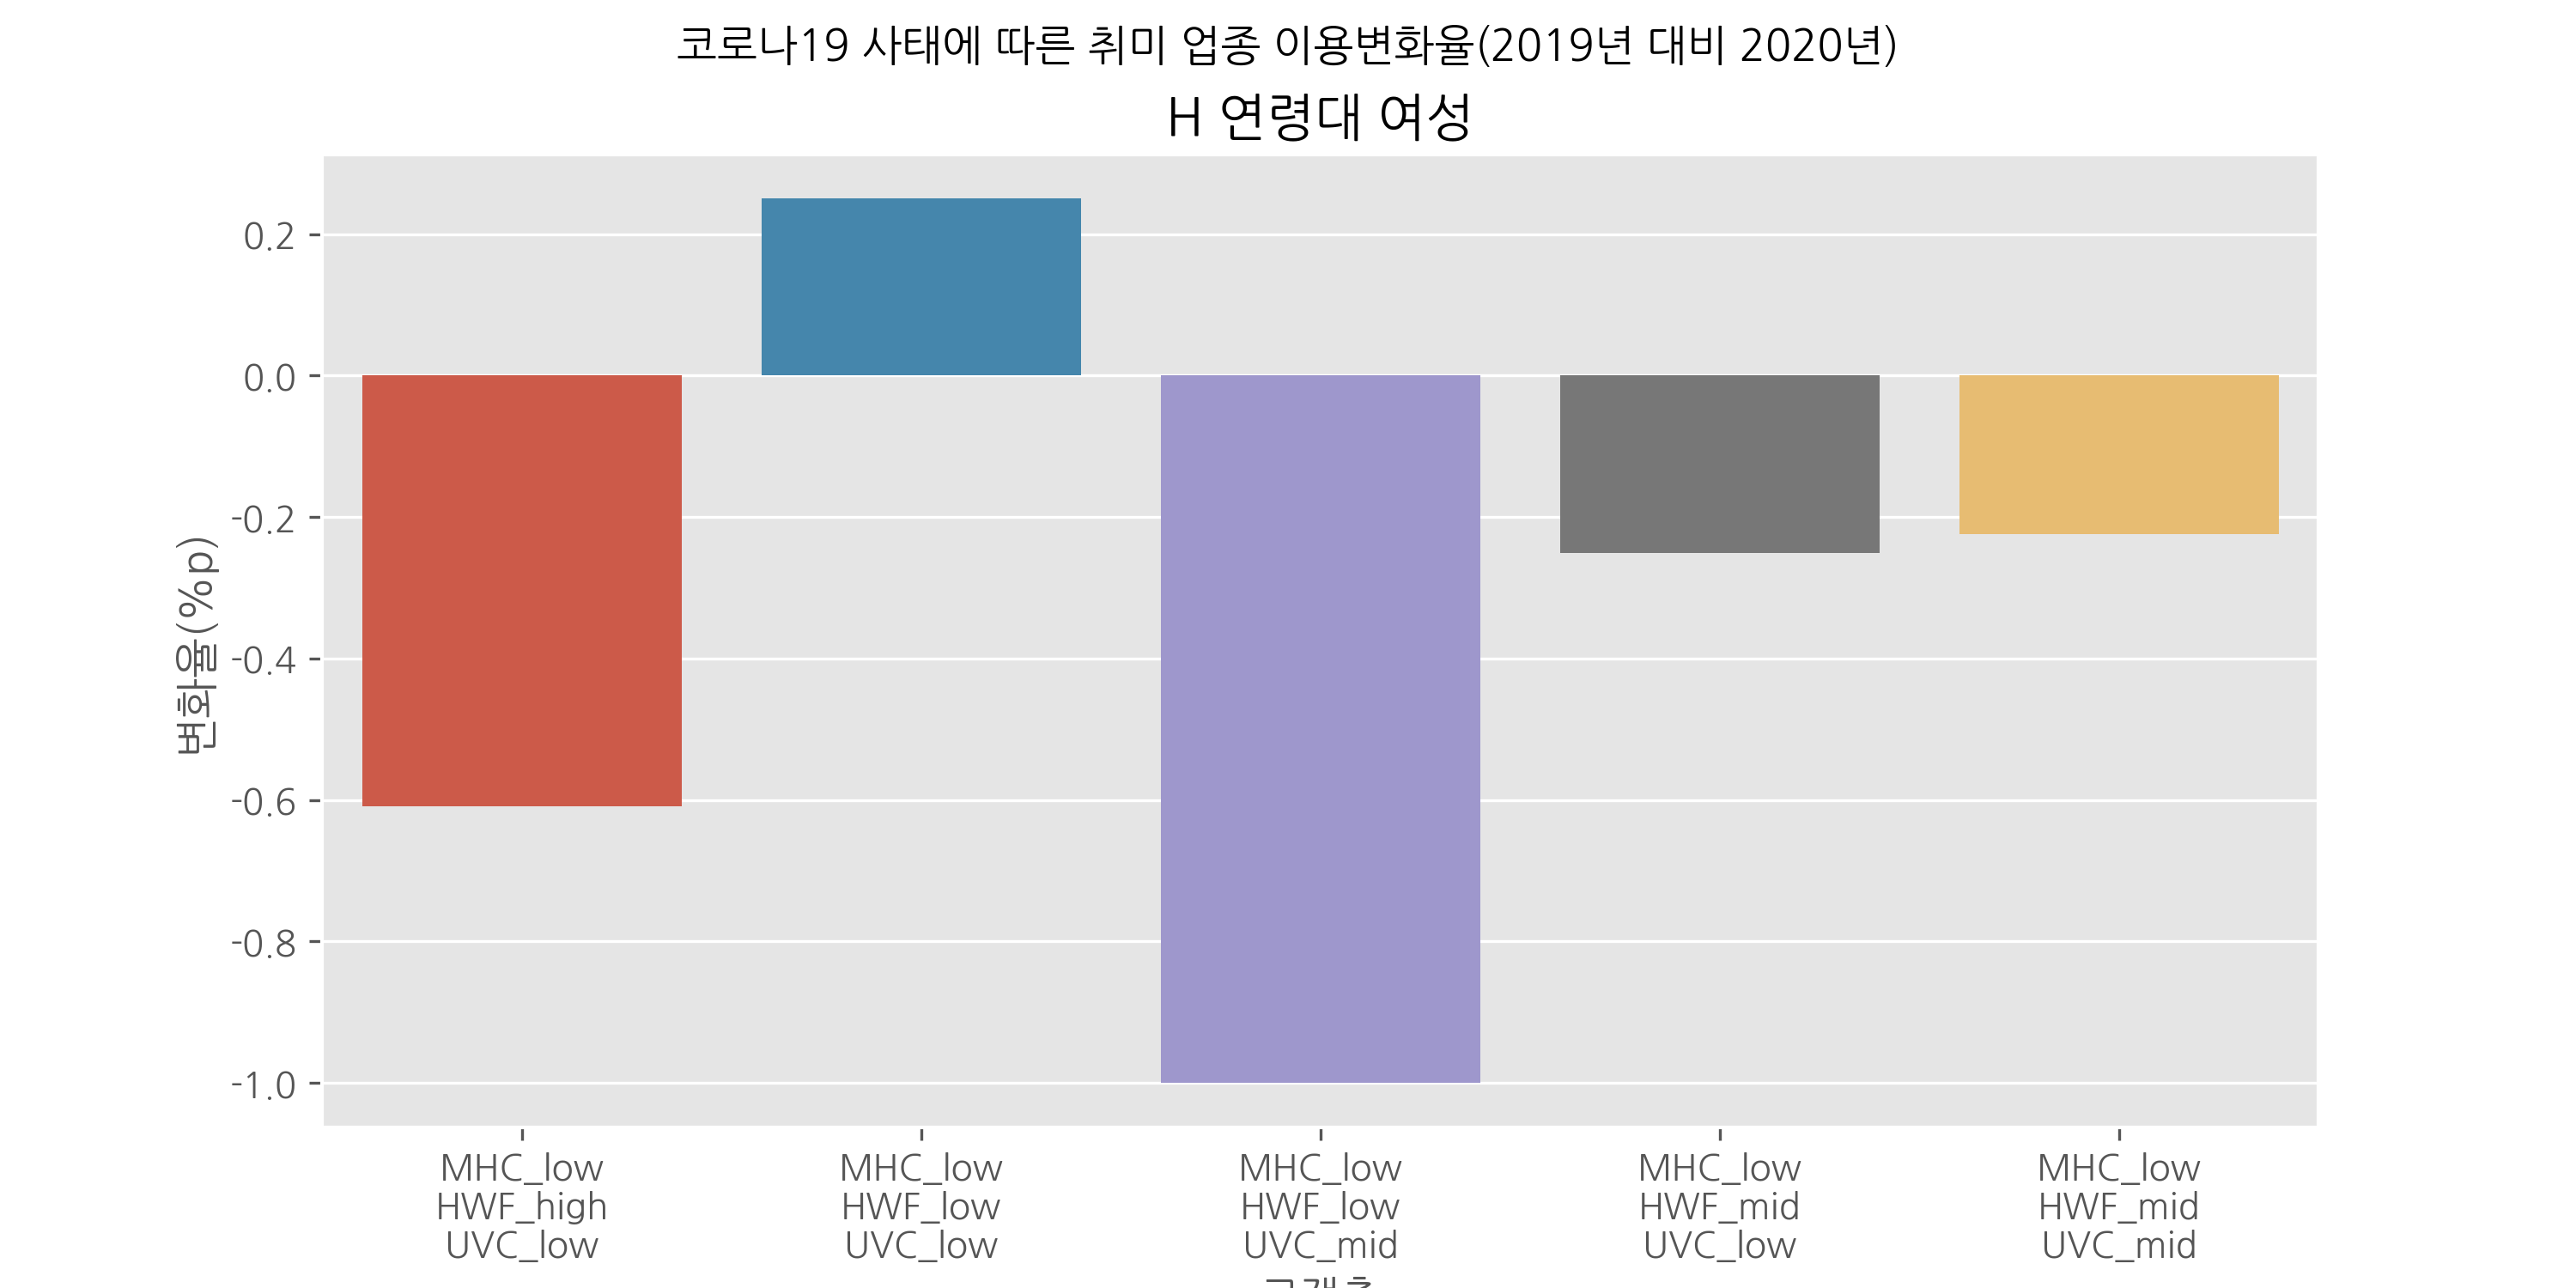 코로나19 사태에 따른 취미 업종 이용변화율(2019년 대비 2020년)
H 연령대 여성
변화율(%p)
0.2
0.0
-0.2
-0.4
-0.6
-0.8
-1.0
MHC_low
HWF_high
UVC_low
MHC_low
HWF_low
UVC_low
MHC_low
HWF_low
UVC_mid
MHC_low
HWF_mid
UVC_low
MHC_low
HWF_mid
UVC_mid